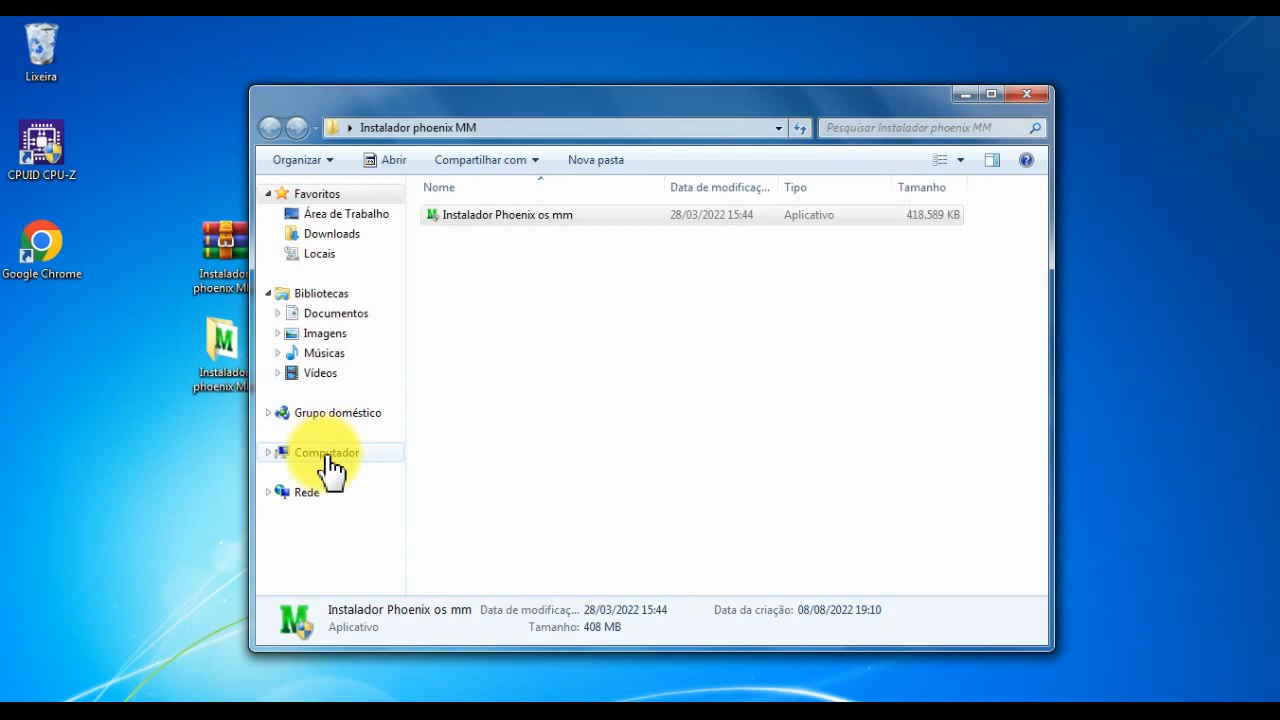 Lixeira
CPUID CPU-Z
Google Chrome
Instalador
phoenix M
Instalador
phoenix M
Instalador phoenix MM
Pesquisar Instalador phoenix MM
Organizar
Abrir
Compartilhar com
Nova pasta
Favoritos
Área de Trabalho
Downloads
Locais
Bibliotecas
Documentos
Imagens
Músicas
Vídeos
Grupo doméstico
Computador
Rede
Nome
Data de modificaç...
Tipo
Tamanho
Instalador Phoenix os mm
28/03/2022 15:44
Aplicativo
418.589 KB
Instalador Phoenix os mm
Data de modificaç... 28/03/2022 15:44
Data da criação: 08/08/2022 19:10
Aplicativo
Tamanho: 408 MB